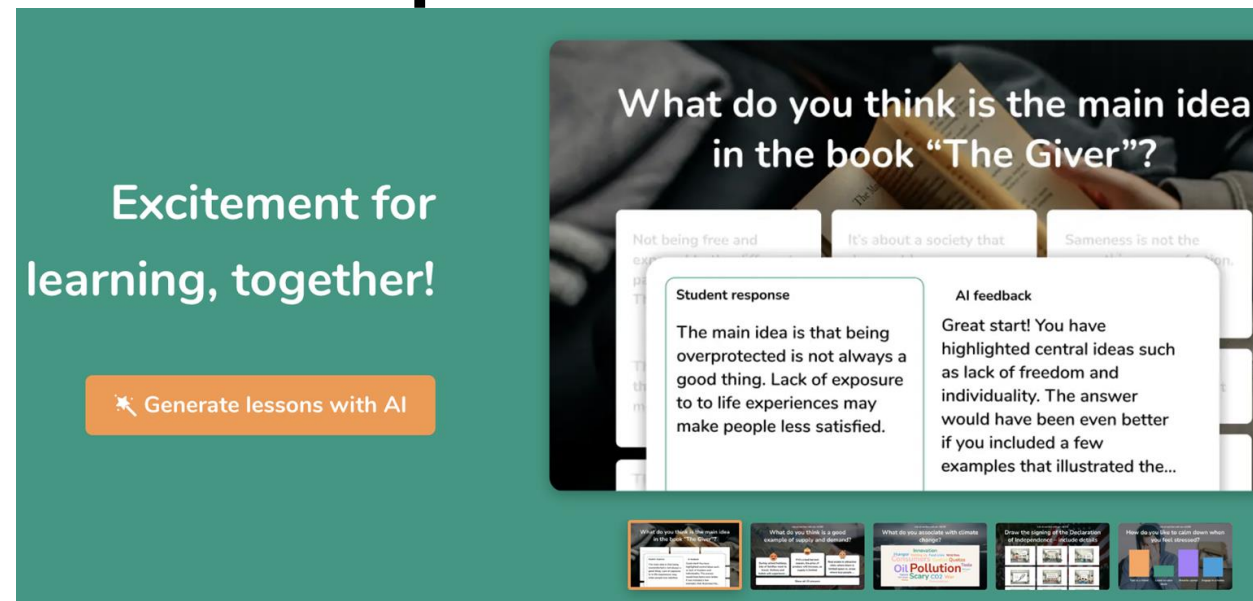 Excitement for
learning, together!
Generate lessons with AI
What do you think is the main idea
in the book “The Giver”?
Not being free and
It's about a society that
Sameness is not the
Student response
The main idea is that being
overprotected is not always a
good thing. Lack of exposure
to to life experiences may
make people less satisfied.
AI feedback
Great start! You have
highlighted central ideas such
as lack of freedom and
individuality. The answer
would have been even better
if you included a few
examples that illustrated the...
What do you think is the main idea
in the book "The Giver"?
What do you think is a good
example of supply and demand?
What do you associate with climate
change?
Oil Pollution
Scary CO2
Draw the signing of the Declaration
of Independence - include details
How do you like to calm down when
you feel stressed?